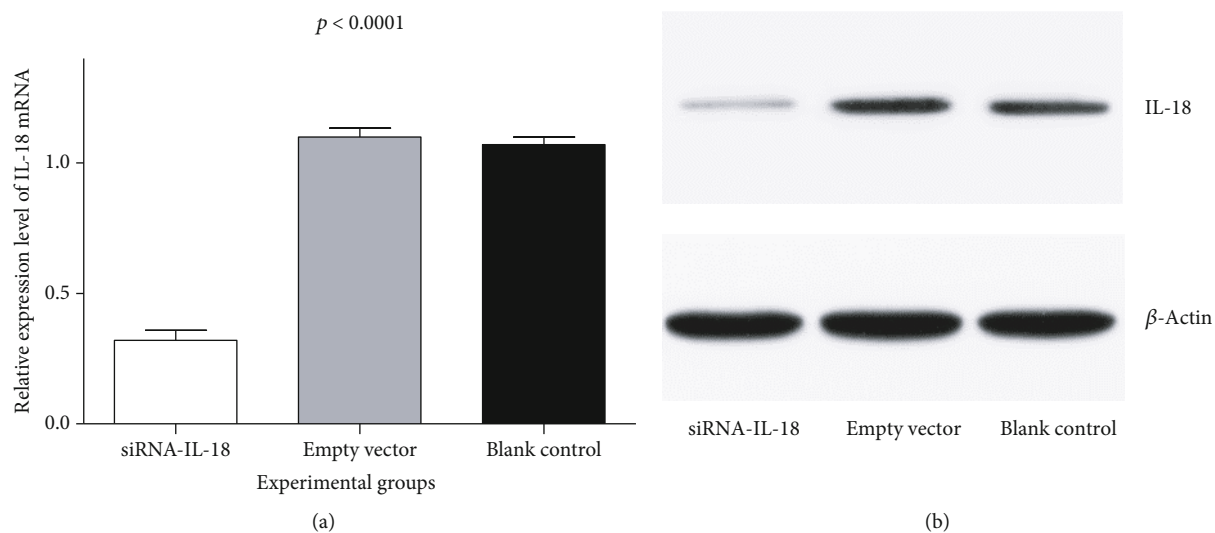 p < 0.0001
Relative expression level of IL-18 mRNA
1.0
0.5
0.0
siRNA-IL-18 Empty vector Blank control
Experimental groups
(a)
IL-18
β-Actin
siRNA-IL-18 Empty vector Blank control
(b)